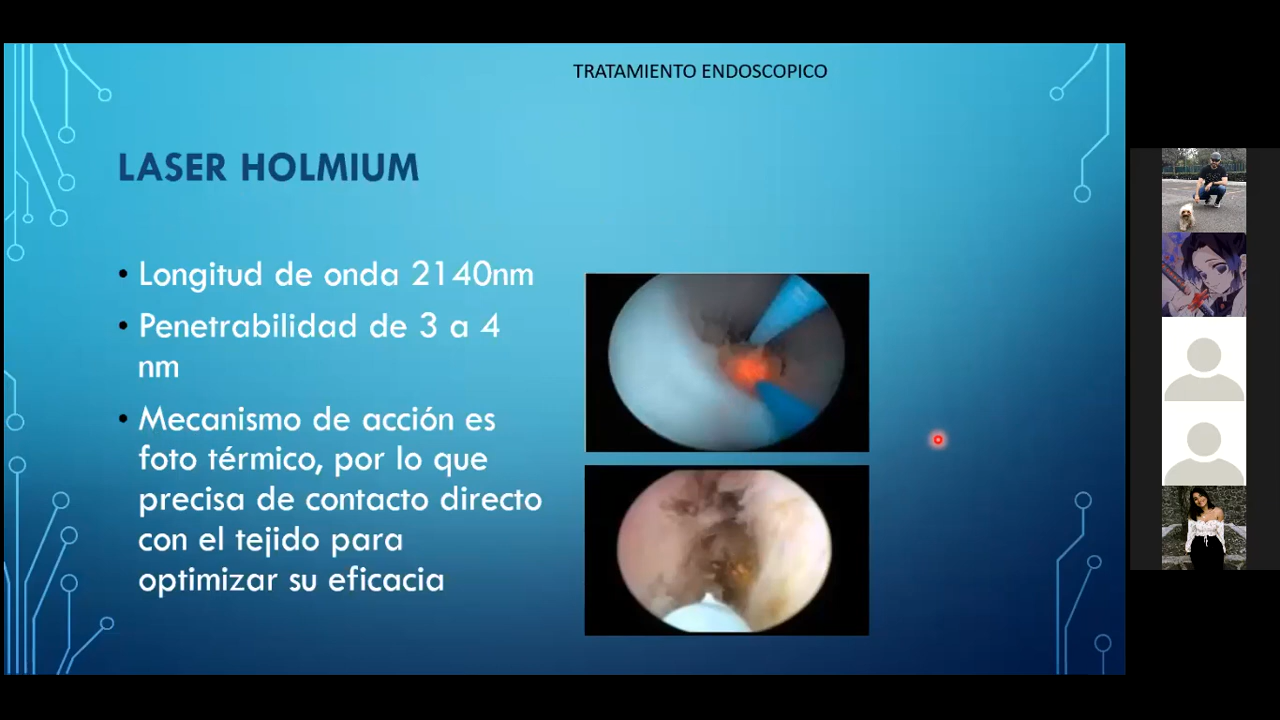 TRATAMIENTO ENDOSCOPICO
LASER HOLMIUM
• Longitud de onda 2140nm
• Penetrabilidad de 3 a 4
nm
• Mecanismo de acción es
foto térmico, por lo que
precisa de contacto directo
con el tejido para
optimizar su eficacia